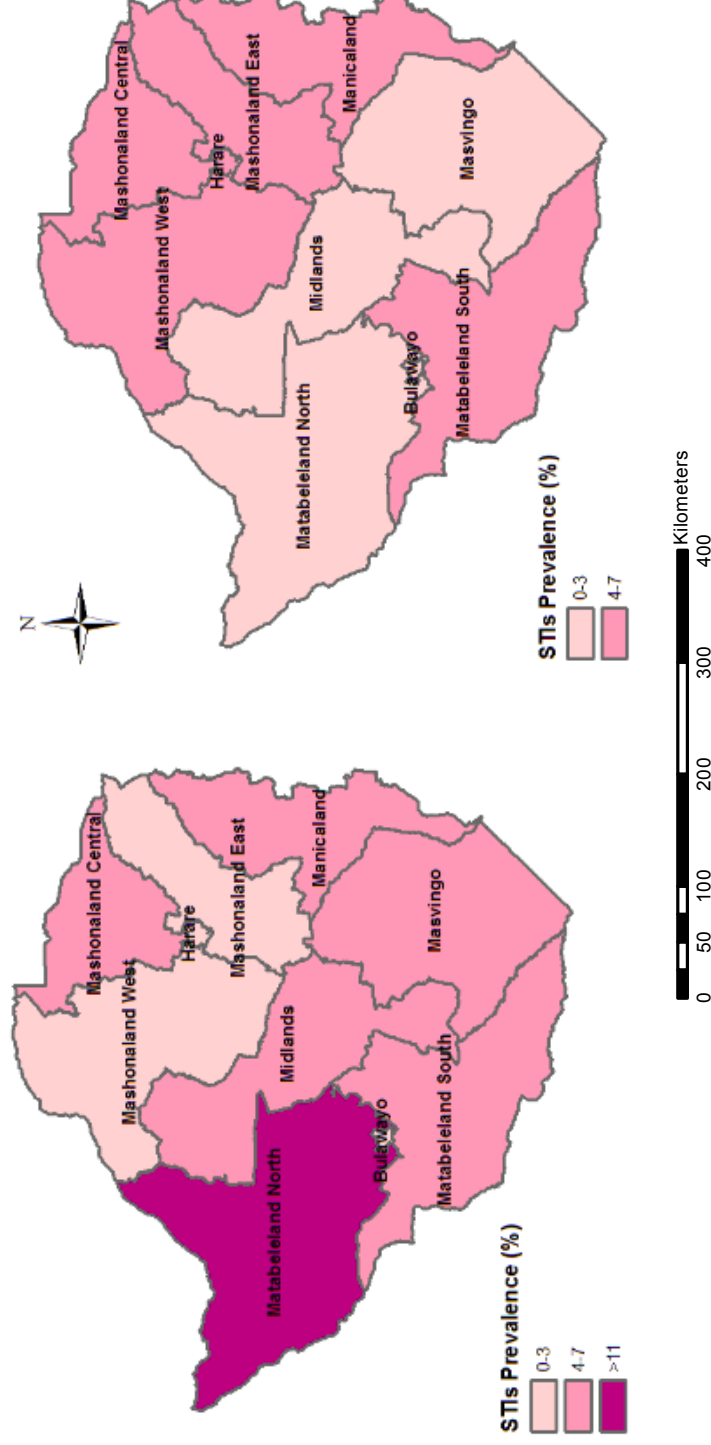 Mashonaland Central
Mashonaland West
Harare
Mashonaland East
Manicaland
Midlands
Matabeleland North
Masvingo
Bulawayo
Matabeleland South
STIs Prevalence (%)
0-3
4-7
>11
N
Mashonaland Central
Mashonaland West
Harare
Mashonaland East
Manicaland
Midlands
Matabeleland North
Masvingo
Bulawayo
Matabeleland South
STIs Prevalence (%)
0-3
4-7
0 50 100 200 300 400
Kilometers